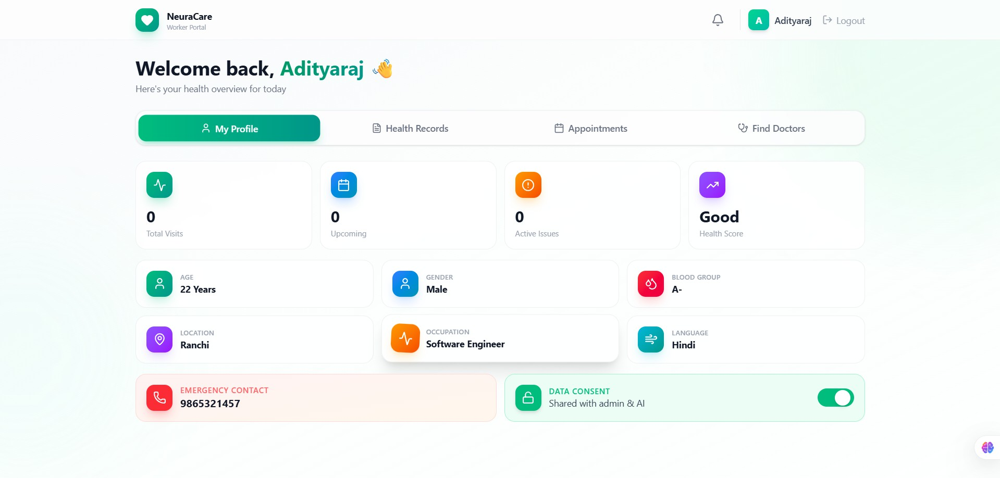 NeuraCare
Worker Portal
A
Adityaraj
Logout
Welcome back, Adityaraj 👋
Here's your health overview for today
My Profile
Health Records
Appointments
Find Doctors
0
Total Visits
0
Upcoming
0
Active Issues
Good
Health Score
AGE
22 Years
GENDER
Male
BLOOD GROUP
A-
LOCATION
Ranchi
OCCUPATION
Software Engineer
LANGUAGE
Hindi
EMERGENCY CONTACT
9865321457
DATA CONSENT
Shared with admin & AI